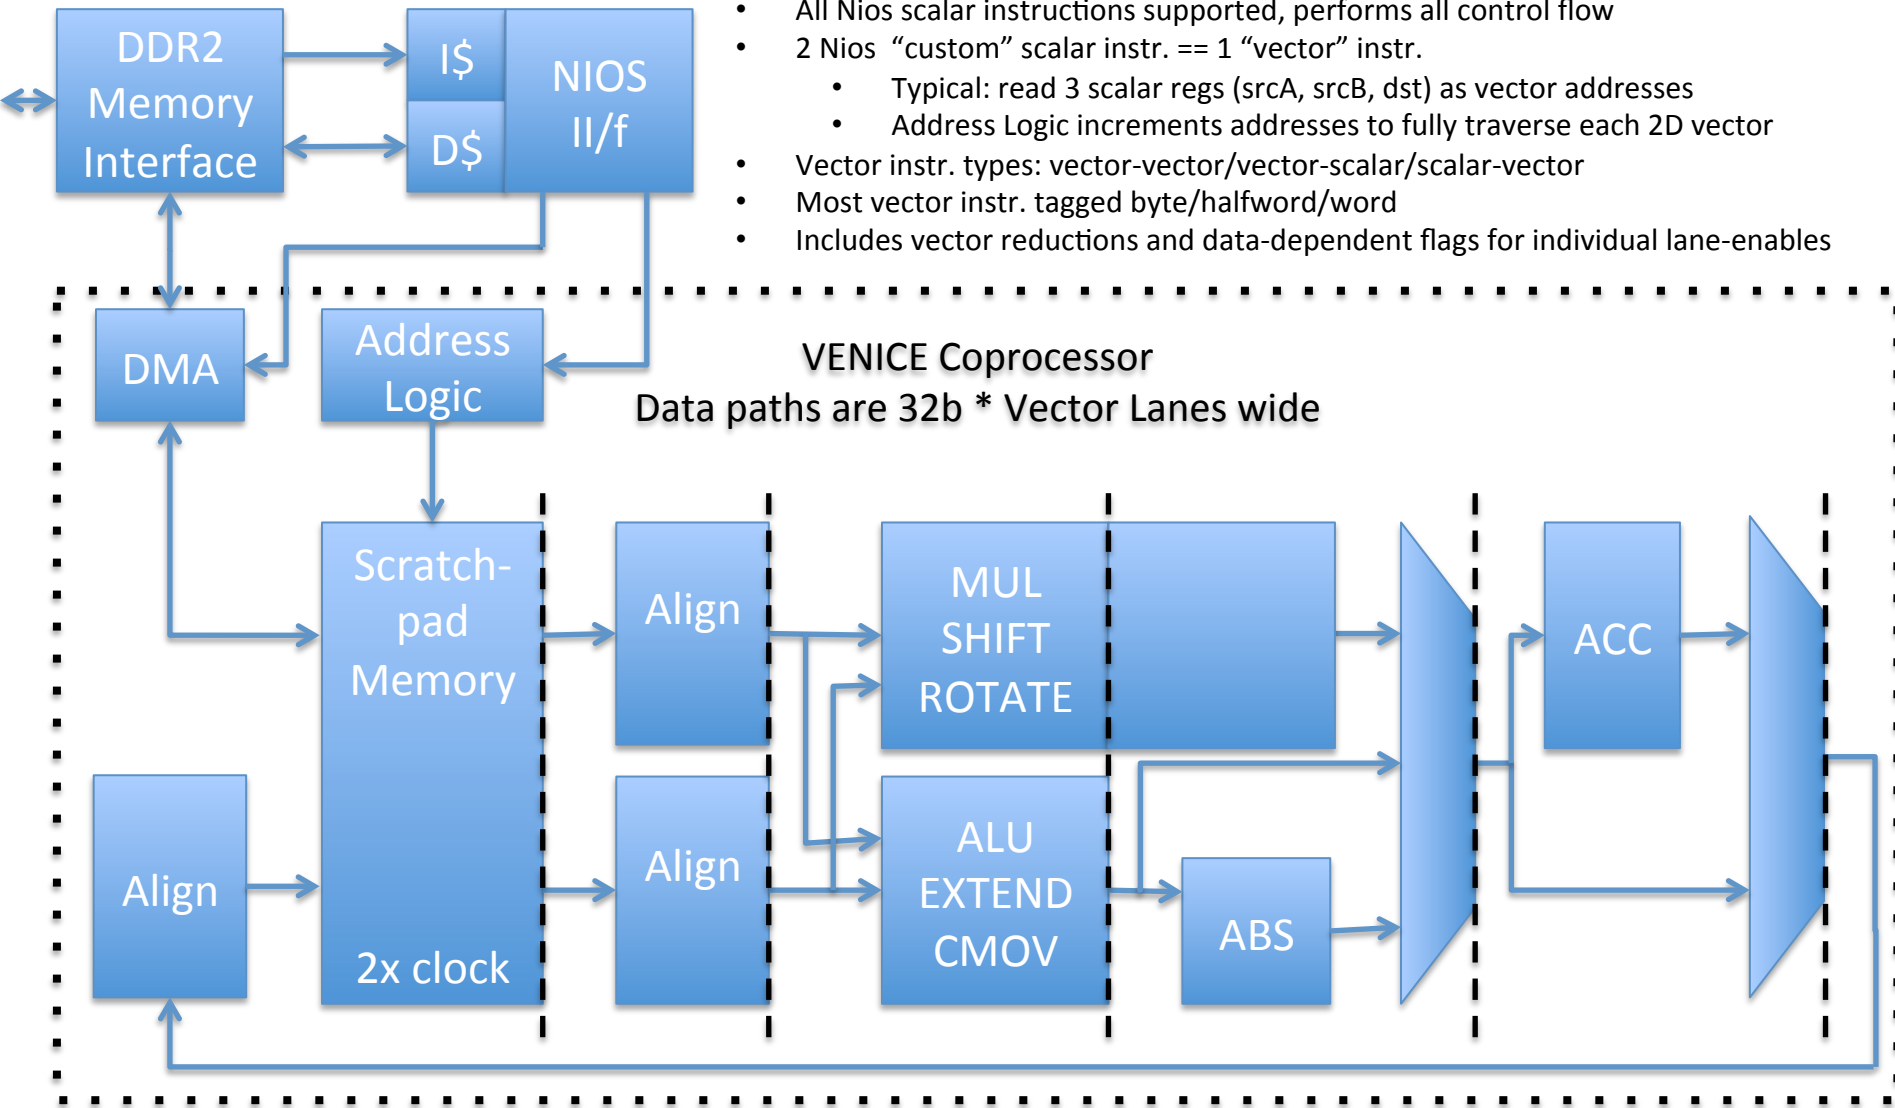 • All Nios scalar instructions supported, performs all control flow
• 2 Nios “custom” scalar instr. == 1 “vector” instr.
• Typical: read 3 scalar regs (srcA, srcB, dst) as vector addresses
• Address Logic increments addresses to fully traverse each 2D vector
• Vector instr. types: vector-vector/vector-scalar/scalar-vector
• Most vector instr. tagged byte/halfword/word
• Includes vector reductions and data-dependent flags for individual lane-enables
DDR2
Memory
Interface
I$
D$
NIOS
II/f
DMA
Address
Logic
VENICE Coprocessor
Data paths are 32b * Vector Lanes wide
Scratch-
pad
Memory
2x clock
Align
Align
Align
MUL
SHIFT
ROTATE
ALU
EXTEND
CMOV
ABS
ACC